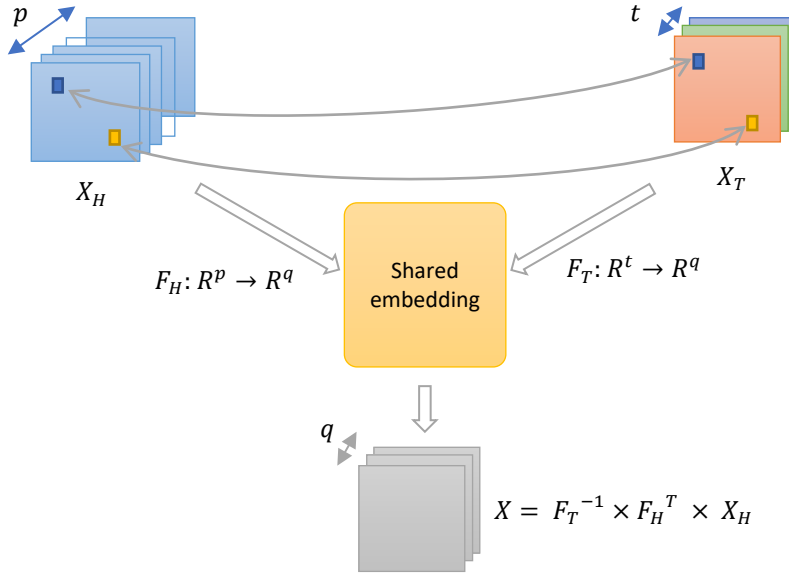 p
t
X_H
X_T
F_H: R^p → R^q
Shared
embedding
F_T: R^t → R^q
q
X = F_T^{-1} × F_H^T × X_H